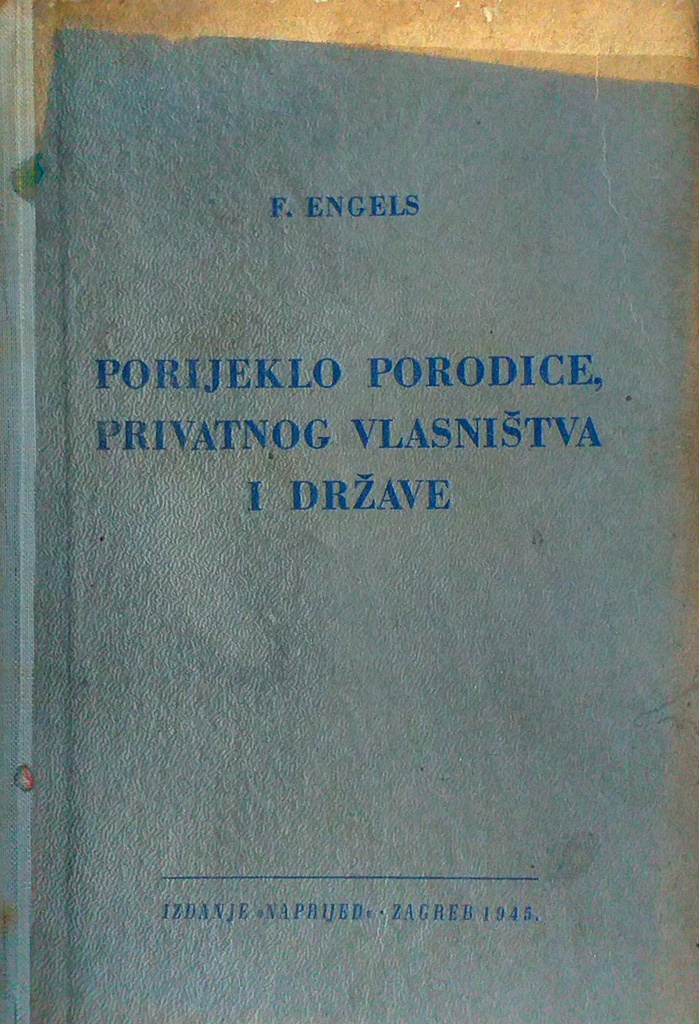 F. ENGELS
PORIJEKLO PORODICE,
PRIVATNOG VLASNIŠTVA
I DRŽAVE
IZDANJE »NAPRIJED« · ZAGREB 1945.